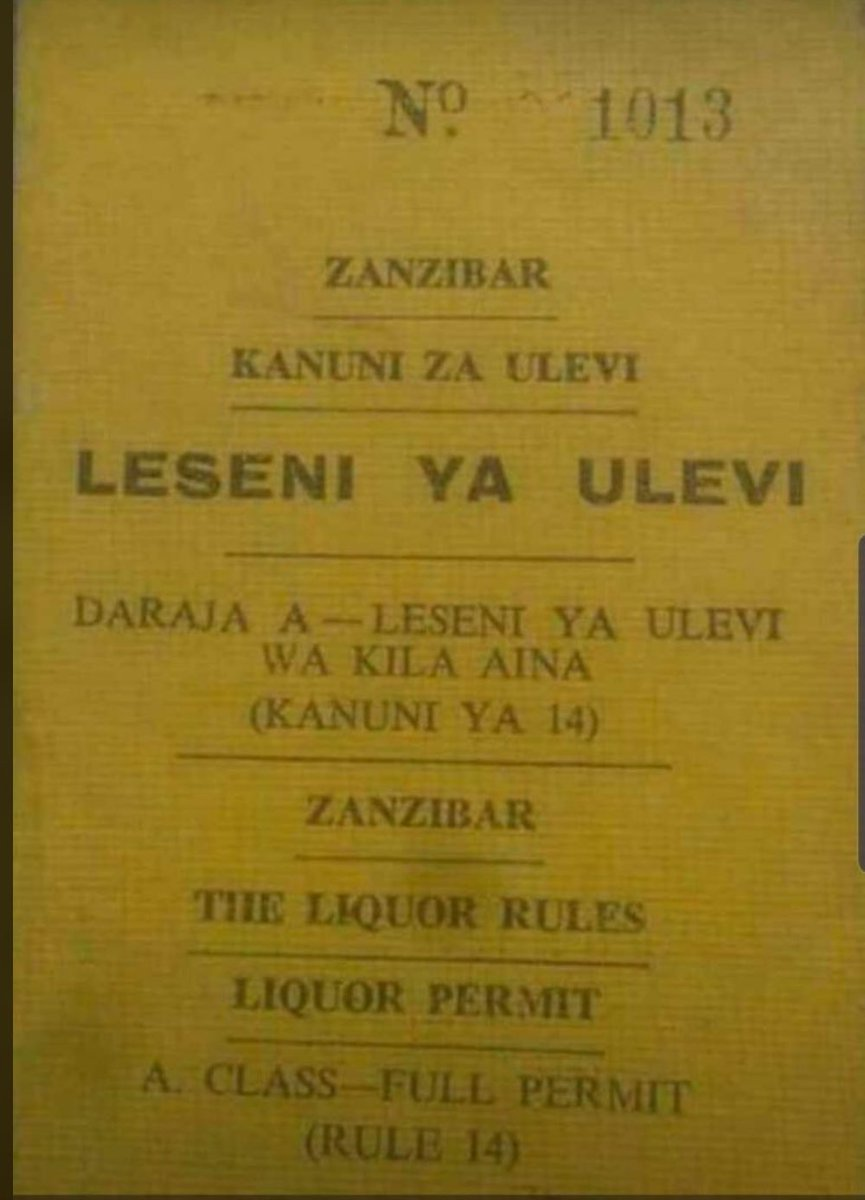 Nº 1013
ZANZIBAR
KANUNI ZA ULEVI
LESENI YA ULEVI
DARAJA A—LESENI YA ULEVI
WA KILA AINA
(KANUNI YA 14)
ZANZIBAR
THE LIQUOR RULES
LIQUOR PERMIT
A. CLASS—FULL PERMIT
(RULE 14)